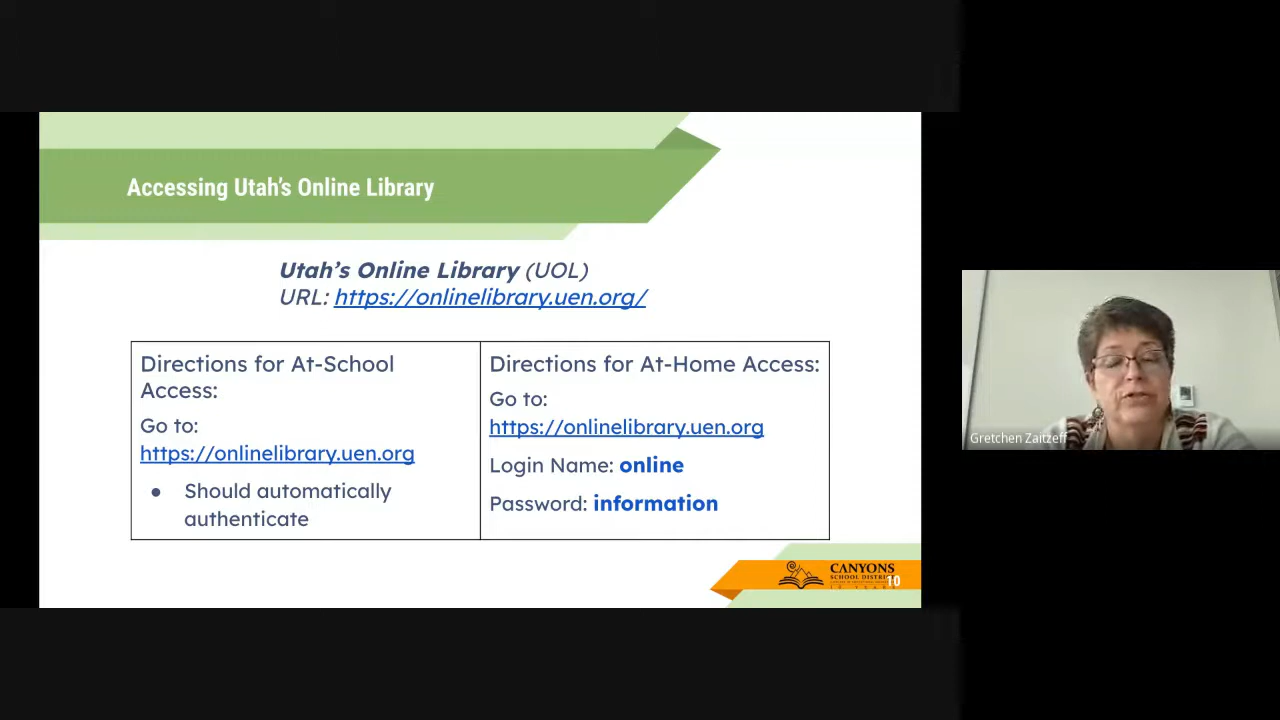 Accessing Utah's Online Library
Utah's Online Library (UOL)
URL: https://onlinelibrary.uen.org/
Directions for At-School
Access:
Go to:
https://onlinelibrary.uen.org
● Should automatically
authenticate
Directions for At-Home Access:
Go to:
https://onlinelibrary.uen.org
Login Name: online
Password: information
CANYONS
SCHOOL DISTRICT
10
Gretchen Zaitzeff